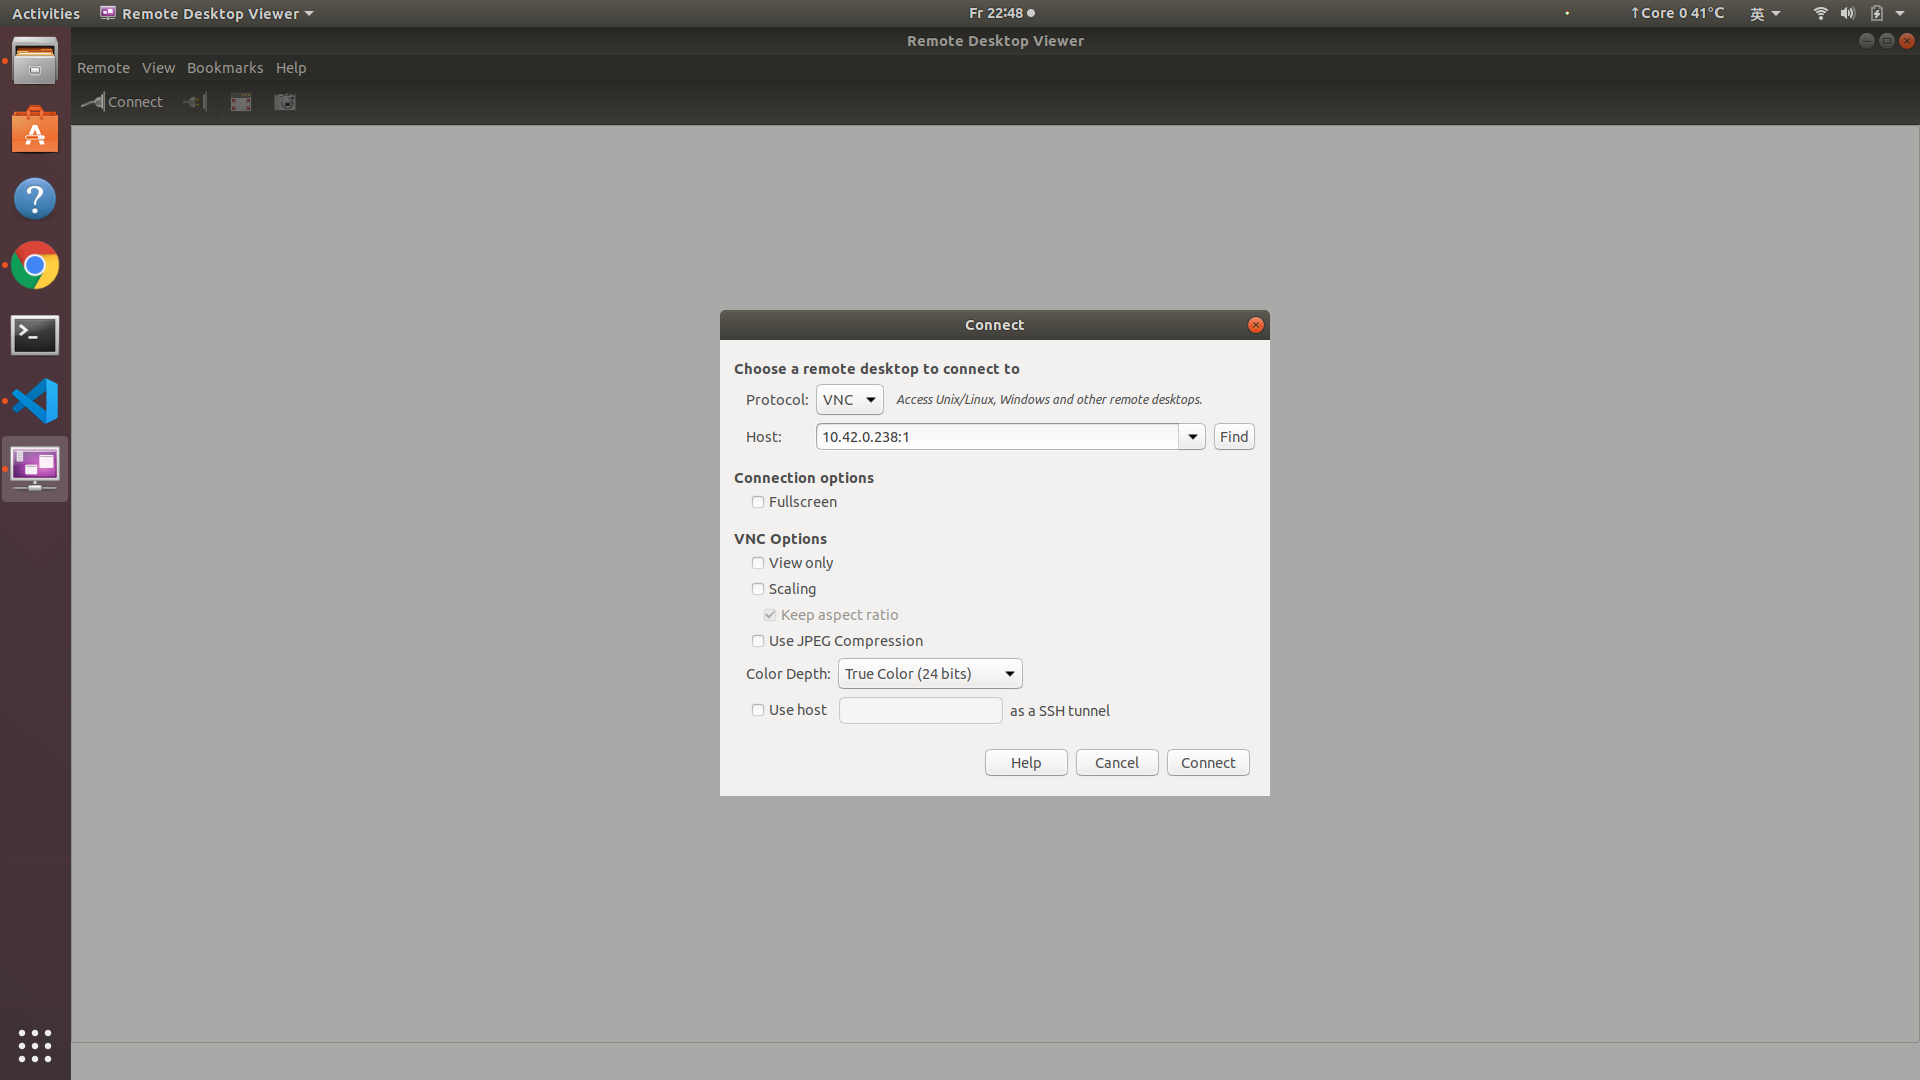 Activities Remote Desktop Viewer Fr 22:48 ↑Core 0 41°C 英
Remote Desktop Viewer
Remote View Bookmarks Help
Connect
Connect
Choose a remote desktop to connect to
Protocol: VNC Access Unix/Linux, Windows and other remote desktops.
Host: 10.42.0.238:1 Find
Connection options
Fullscreen
VNC Options
View only
Scaling
Keep aspect ratio
Use JPEG Compression
Color Depth: True Color (24 bits)
Use host as a SSH tunnel
Help Cancel Connect